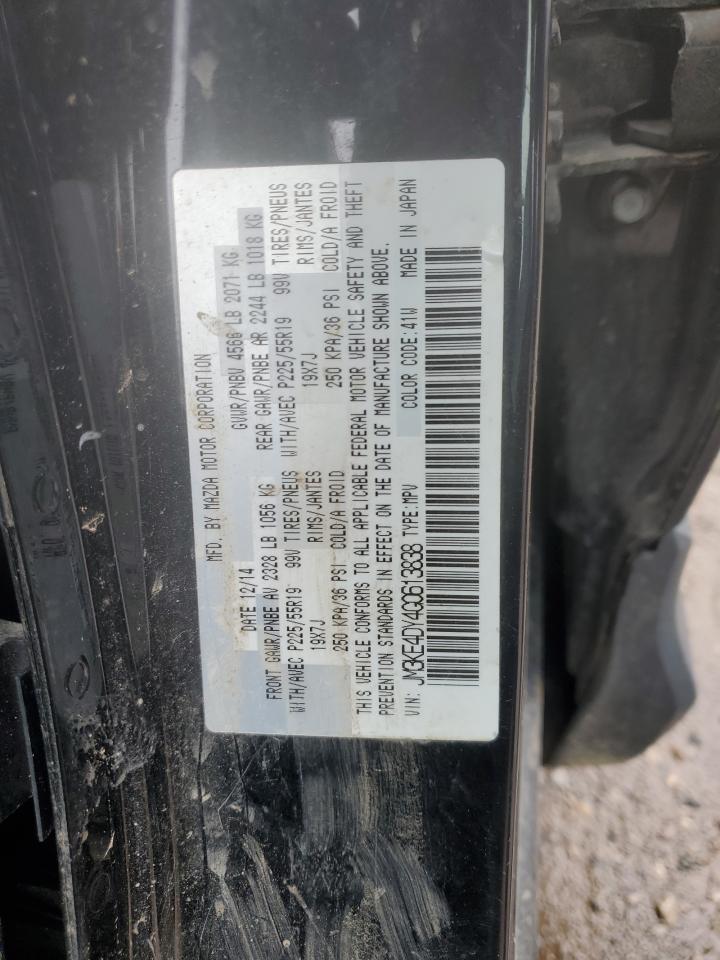 MFD. BY MAZDA MOTOR CORPORATION
DATE 12/14 GVWR/PNBV 4566 LB 2071 KG
FRONT GAWR/PNBE AV 2328 LB 1056 KG REAR GAWR/PNBE AR 2244 LB 1018 KG
WITH/AVEC P225/55R19 99V TIRES/PNEUS WITH/AVEC P225/55R19 99V TIRES/PNEUS
19X7J RIMS/JANTES 19X7J RIMS/JANTES
250 KPA/36 PSI COLD/A FROID 250 KPA/36 PSI COLD/A FROID
THIS VEHICLE CONFORMS TO ALL APPLICABLE FEDERAL MOTOR VEHICLE SAFETY AND THEFT
PREVENTION STANDARDS IN EFFECT ON THE DATE OF MANUFACTURE SHOWN ABOVE.
VIN: JM3KE4DY4G0613838 TYPE:MPV COLOR CODE:41W MADE IN JAPAN